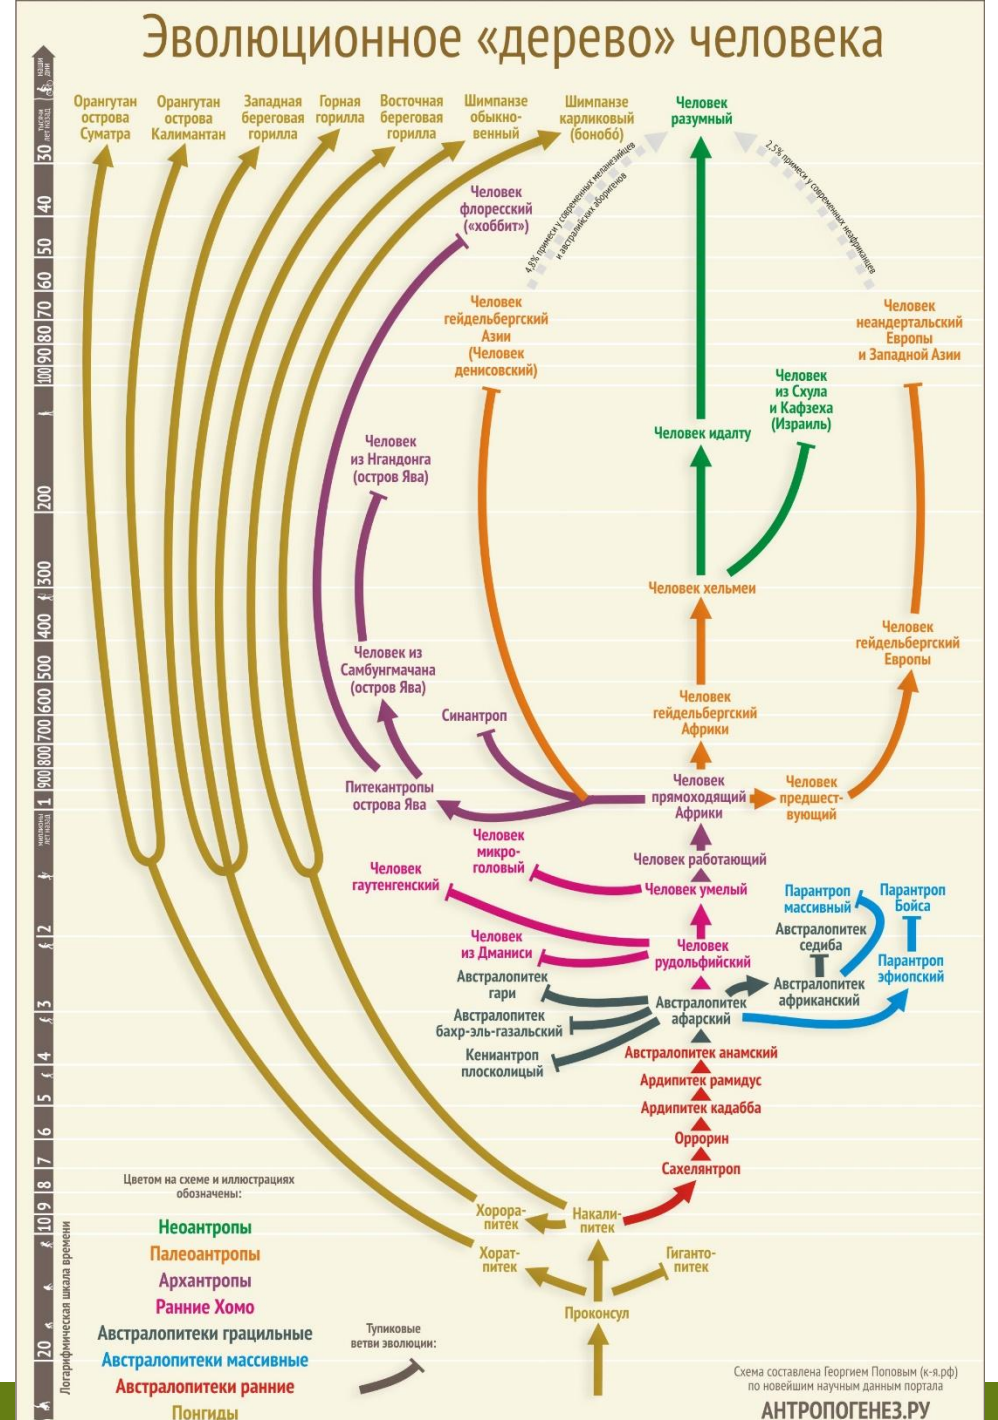 Эволюционное «дерево» человека
наши
дни
Орангутан
острова
Суматра
Орангутан
острова
Калимантан
Западная
береговая
горилла
Горная
горилла
Восточная
береговая
горилла
Шимпанзе
обыкно-
венный
Шимпанзе
карликовый
(бонобо́)
Человек
разумный
тысячи
лет назад
30
40
50
60
70
80
90
100
200
300
400
500
600
700
800
900
1
миллионы
лет назад
2
3
4
5
6
7
8
9
10
20
Логарифмическая шкала времени
4,8% примеси у современных меланезийцев
и австралийских аборигенов
2,5% примеси у современных неафриканцев
Человек
флоресский
(«хоббит»)
Человек
гейдельбергский
Азии
(Человек
денисовский)
Человек
неандертальский
Европы
и Западной Азии
Человек
из Схула
и Кафзеха
(Израиль)
Человек идалту
Человек
из Нгандонга
(остров Ява)
Человек хельмеи
Человек
гейдельбергский
Европы
Человек из
Самбунгмачана
(остров Ява)
Синантроп
Человек
гейдельбергский
Африки
Питекантропы
острова Ява
Человек
прямоходящий
Африки
Человек
предшест-
вующий
Человек
микро-
головый
Человек работающий
Человек
гаутенгенский
Человек умелый
Парантроп
массивный
Парантроп
Бойса
Человек
из Дманиси
Человек
рудольфийский
Австралопитек
седиба
Парантроп
эфиопский
Австралопитек
гари
Австралопитек
афарский
Австралопитек
африканский
Австралопитек
бахр-эль-газальский
Кениантроп
плосколицый
Австралопитек анамский
Ардипитек рамидус
Ардипитек кадабба
Оррорин
Сахелянтроп
Хорора-
питек
Накали-
питек
Хорат-
питек
Гиганто-
питек
Проконсул
Цветом на схеме и иллюстрациях
обозначены:
Неоантропы
Палеоантропы
Архантропы
Ранние Хомо
Австралопитеки грацильные
Австралопитеки массивные
Австралопитеки ранние
Понгиды
Тупиковые
ветви эволюции:
Схема составлена Георгием Поповым (к-я.рф)
по новейшим научным данным портала
АНТРОПОГЕНЕЗ.РУ